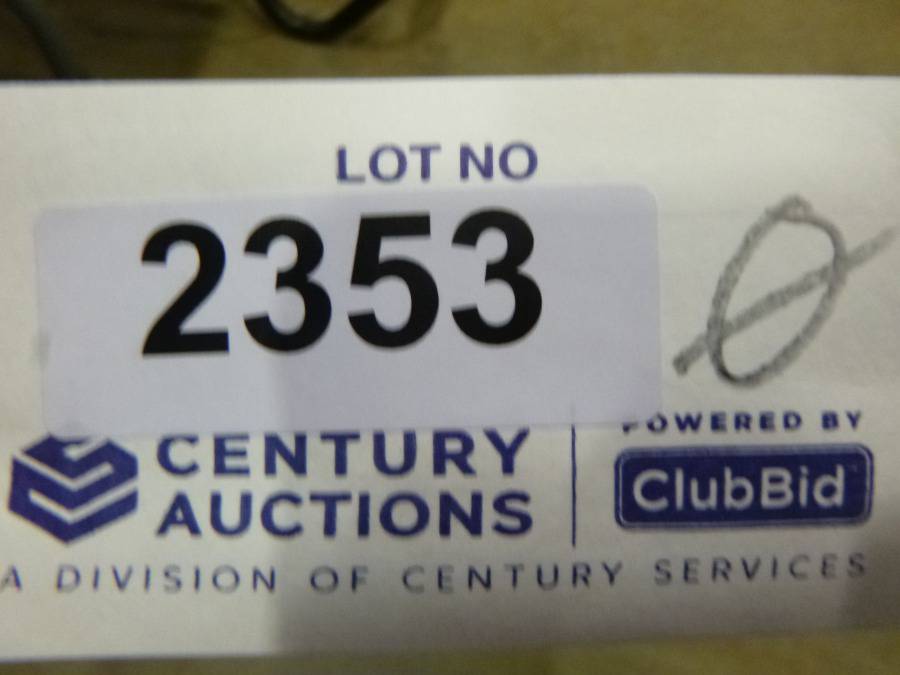 LOT NO
2353 Ø
CENTURY
AUCTIONS
POWERED BY
ClubBid
A DIVISION OF CENTURY SERVICES